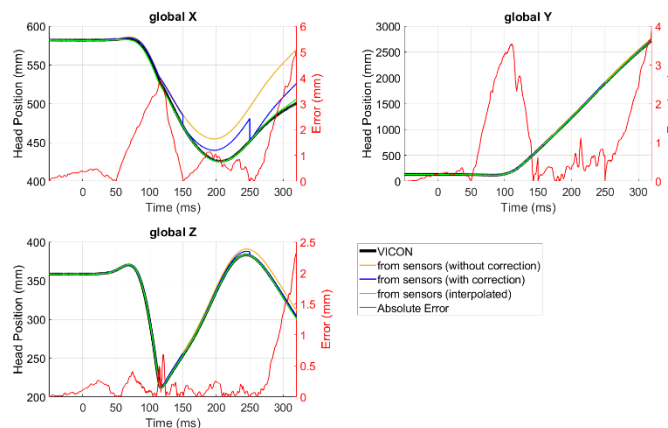 global X
600
550
500
450
400
Head Position (mm)
6
5
4
3
2
1
0
Error (mm)
0 50 100 150 200 250 300
Time (ms)
global Y
3000
2500
2000
1500
1000
500
0
Head Position (mm)
4
3
2
1
0
0 50 100 150 200 250 300
Time (ms)
global Z
400
350
300
250
200
Head Position (mm)
2.5
2
1.5
1
0.5
0
Error (mm)
0 50 100 150 200 250 300
Time (ms)
VICON
from sensors (without correction)
from sensors (with correction)
from sensors (interpolated)
Absolute Error